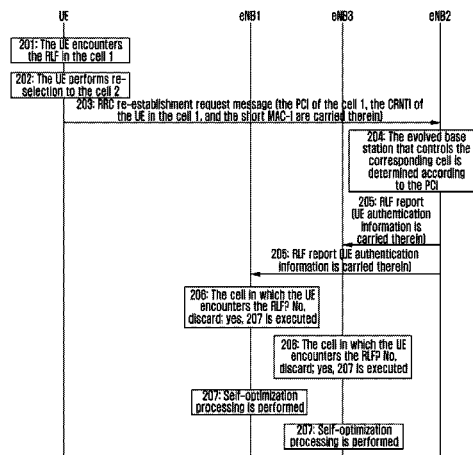 UE
eNB1
eNB3
eNB2
201: The UE encounters
the RLF in the cell 1
202: The UE performs re-
selection to the cell 2
203: RRC re-establishment request message (the PCI of the cell 1, the CRNTI of
the UE in the cell 1, and the short MAC-I are carried therein)
204: The evolved base
station that controls the
corresponding cell is
determined according
to the PCI
205: RLF report
(UE authentication
information is
carried therein)
205: RLF report (UE authentication
information is carried therein)
206: The cell in which the UE
encounters the RLF? No,
discard; yes, 207 is executed
206: The cell in which the UE
encounters the RLF? No,
discard; yes, 207 is executed
207: Self-optimization
processing is performed
207: Self-optimization
processing is performed